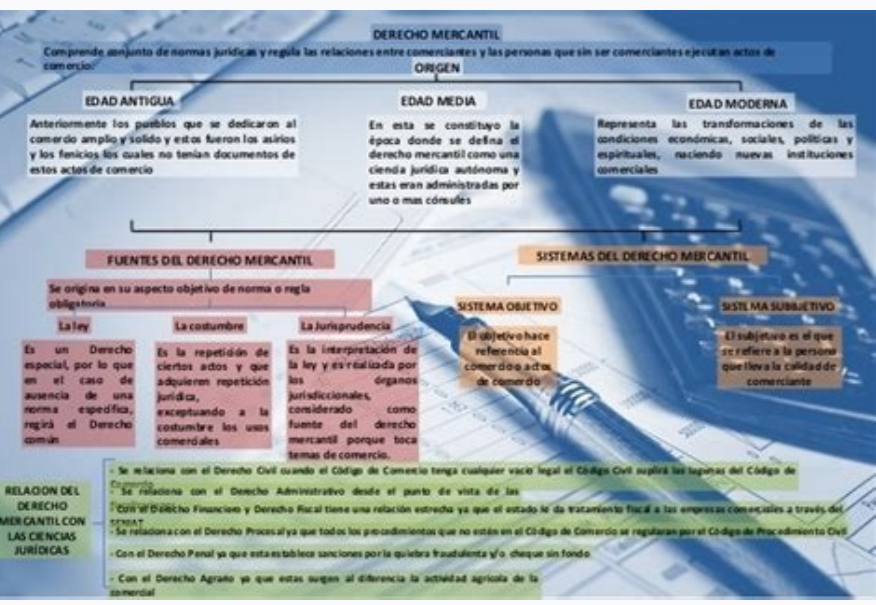 DERECHO MERCANTIL
Comprende conjunto de normas jurídicas y regula las relaciones entre comerciantes y las personas que sin ser comerciantes ejecutan actos de
comercio.
ORIGEN
EDAD ANTIGUA
Anteriormente los pueblos que se dedicaron al
comercio amplio y solido y estos fueron los asirios
y los fenicios los cuales no tenían documentos de
estos actos de comercio
EDAD MEDIA
En esta se constituyo la
época donde se defina el
derecho mercantil como una
ciencia jurídica autónoma y
estas eran administradas por
uno o mas cónsules
EDAD MODERNA
Representa las transformaciones de las
condiciones económicas, sociales, políticas y
espirituales, naciendo nuevas instituciones
comerciales
FUENTES DEL DERECHO MERCANTIL
Se origina en su aspecto objetivo de norma o regla
obligatoria
La ley
Es un Derecho
especial, por lo que
en el caso de
ausencia de una
norma específica,
regirá el Derecho
común
La costumbre
Es la repetición de
ciertos actos y que
adquieren repetición
jurídica,
exceptuando a la
costumbre los usos
comerciales
La Jurisprudencia
Es la interpretación de
la ley y es realizada por
los órganos
jurisdiccionales,
considerado como
fuente del derecho
mercantil porque toca
temas de comercio.
SISTEMAS DEL DERECHO MERCANTIL
SISTEMA OBJETIVO
El objetivo hace
referencia al
comercio o actos
de comercio
SISTEMA SUBBJETIVO
El subjetivo es el que
se refiere a la persona
que lleva la calidad de
comerciante
RELACION DEL
DERECHO
MERCANTIL CON
LAS CIENCIAS
JURÍDICAS
- Se relaciona con el Derecho Civil cuando el Código de Comercio tenga cualquier vacío legal el Código Civil suplirá las lagunas del Código de
Comercio
- Se relaciona con el Derecho Administrativo desde el punto de vista de las
- Con el Derecho Financiero y Derecho Fiscal tiene una relación estrecha ya que el estado le da tratamiento fiscal a las empresas comerciales a través del
SENIAT
- Se relaciona con el Derecho Procesal ya que todos los procedimientos que no estén en el Código de Comercio se regularan por el Código de Procedimiento Civil
- Con el Derecho Penal ya que esta establece sanciones por la quiebra fraudulenta y/o cheque sin fondo
- Con el Derecho Agrario ya que estas surgen al diferencia la actividad agrícola de la
comercial